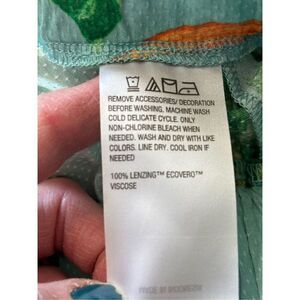 REMOVE ACCESSORIES/ DECORATION
BEFORE WASHING, MACHINE WASH
COLD DELICATE CYCLE. ONLY
NON-CHLORINE BLEACH WHEN
NEEDED. WASH AND DRY WITH LIKE
COLORS. LINE DRY. COOL IRON IF
NEEDED
100% LENZING™ ECOVERO™
VISCOSE